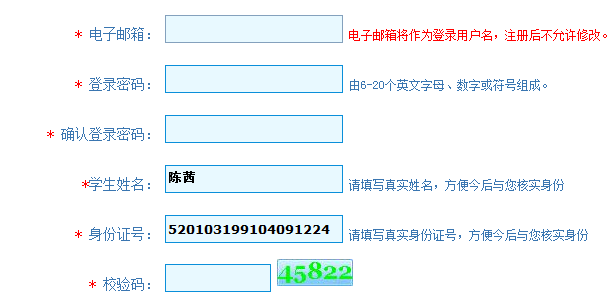 * 电子邮箱： 电子邮箱将作为登录用户名，注册后不允许修改。
* 登录密码： 由6-20个英文字母、数字或符号组成。
* 确认登录密码：
*学生姓名： 陈茜 请填写真实姓名，方便今后与您核实身份
* 身份证号： 520103199104091224 请填写真实身份证号，方便今后与您核实身份
* 校验码： 45822